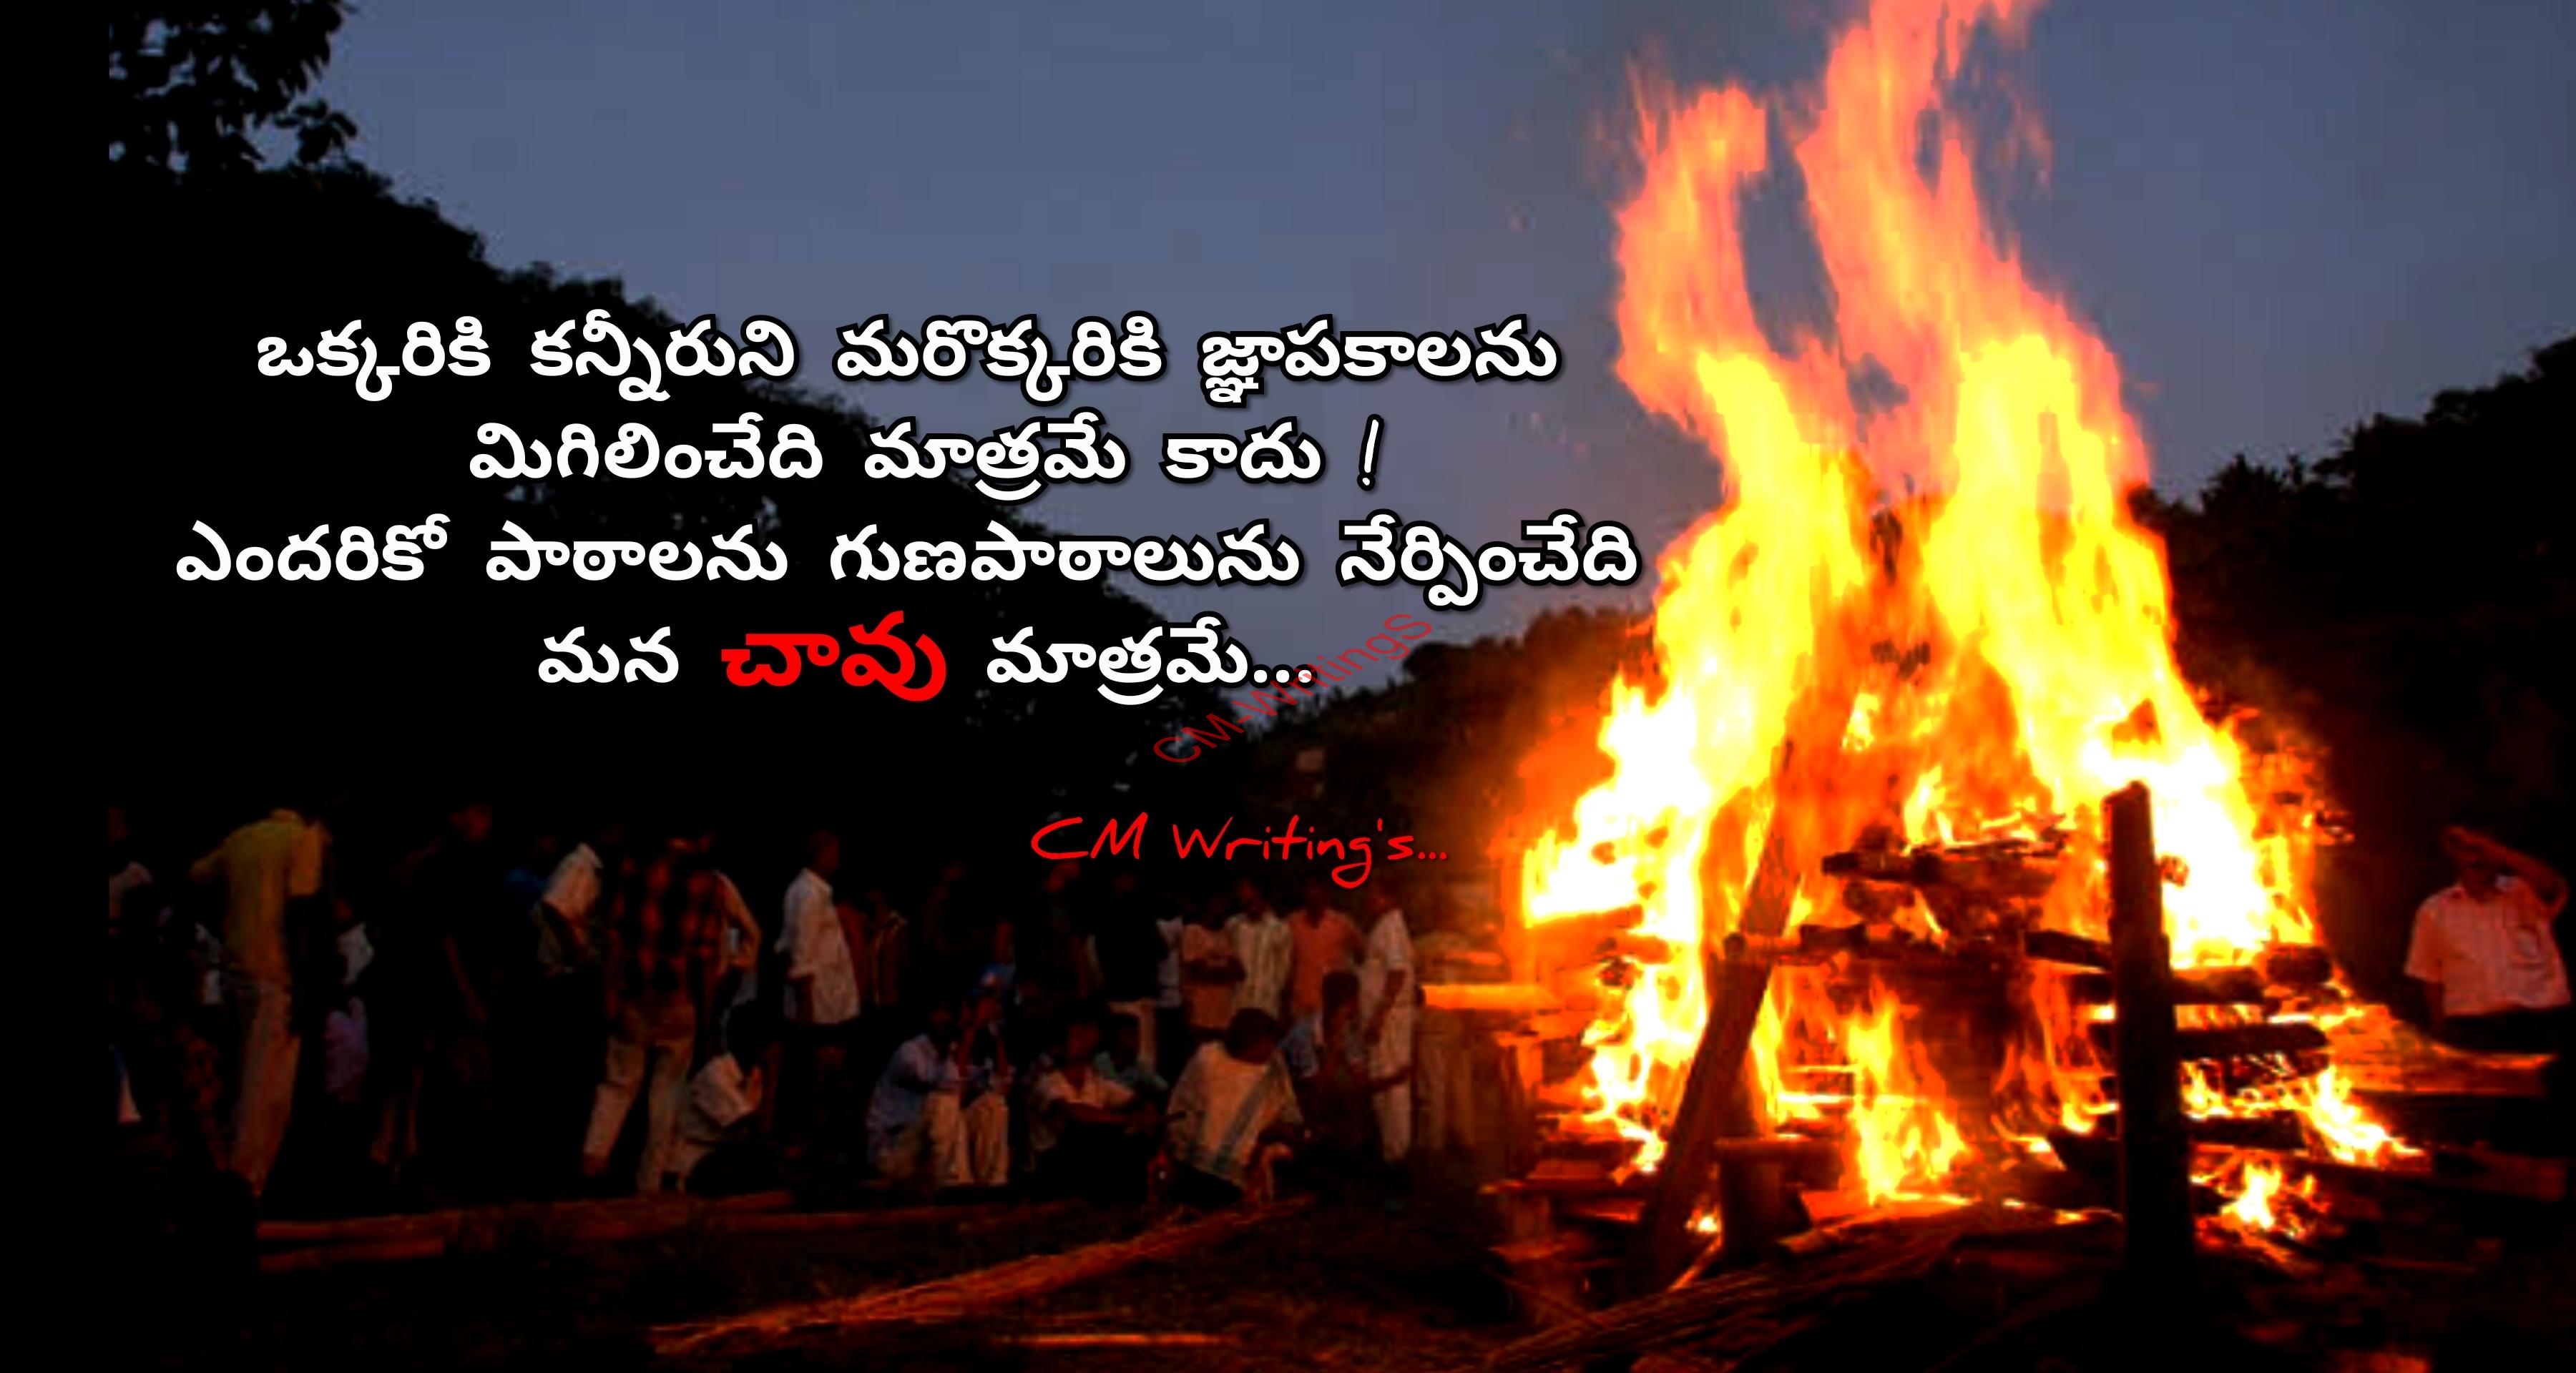 ఒక్కరికి కన్నీరుని మరొక్కరికి జ్ఞాపకాలను
మిగిలించేది మాత్రమే కాదు !
ఎందరికో పాఠాలను గుణపాఠాలును నేర్పించేది
మన చావు మాత్రమే...
CM-WritingS
CM Writing's...